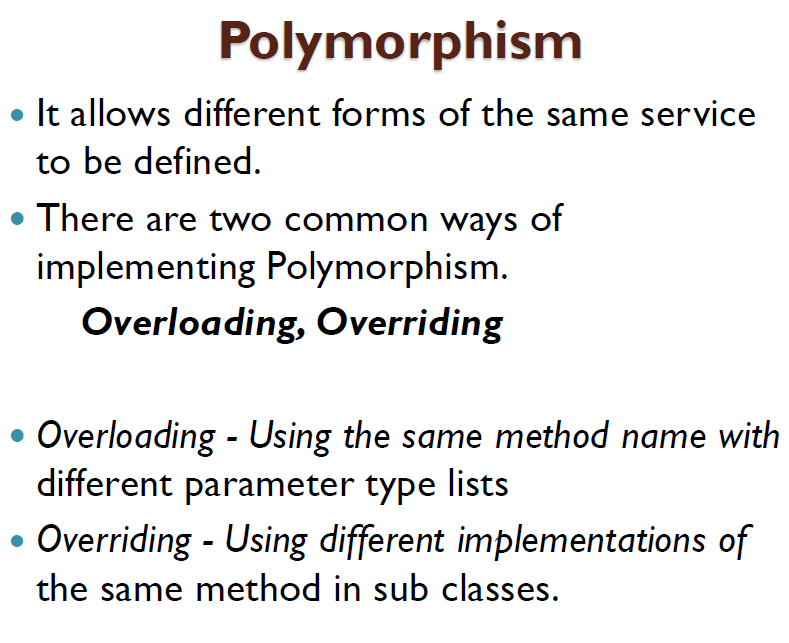 Polymorphism
• It allows different forms of the same service
to be defined.
• There are two common ways of
implementing Polymorphism.
Overloading, Overriding
• Overloading - Using the same method name with
different parameter type lists
• Overriding - Using different implementations of
the same method in sub classes.